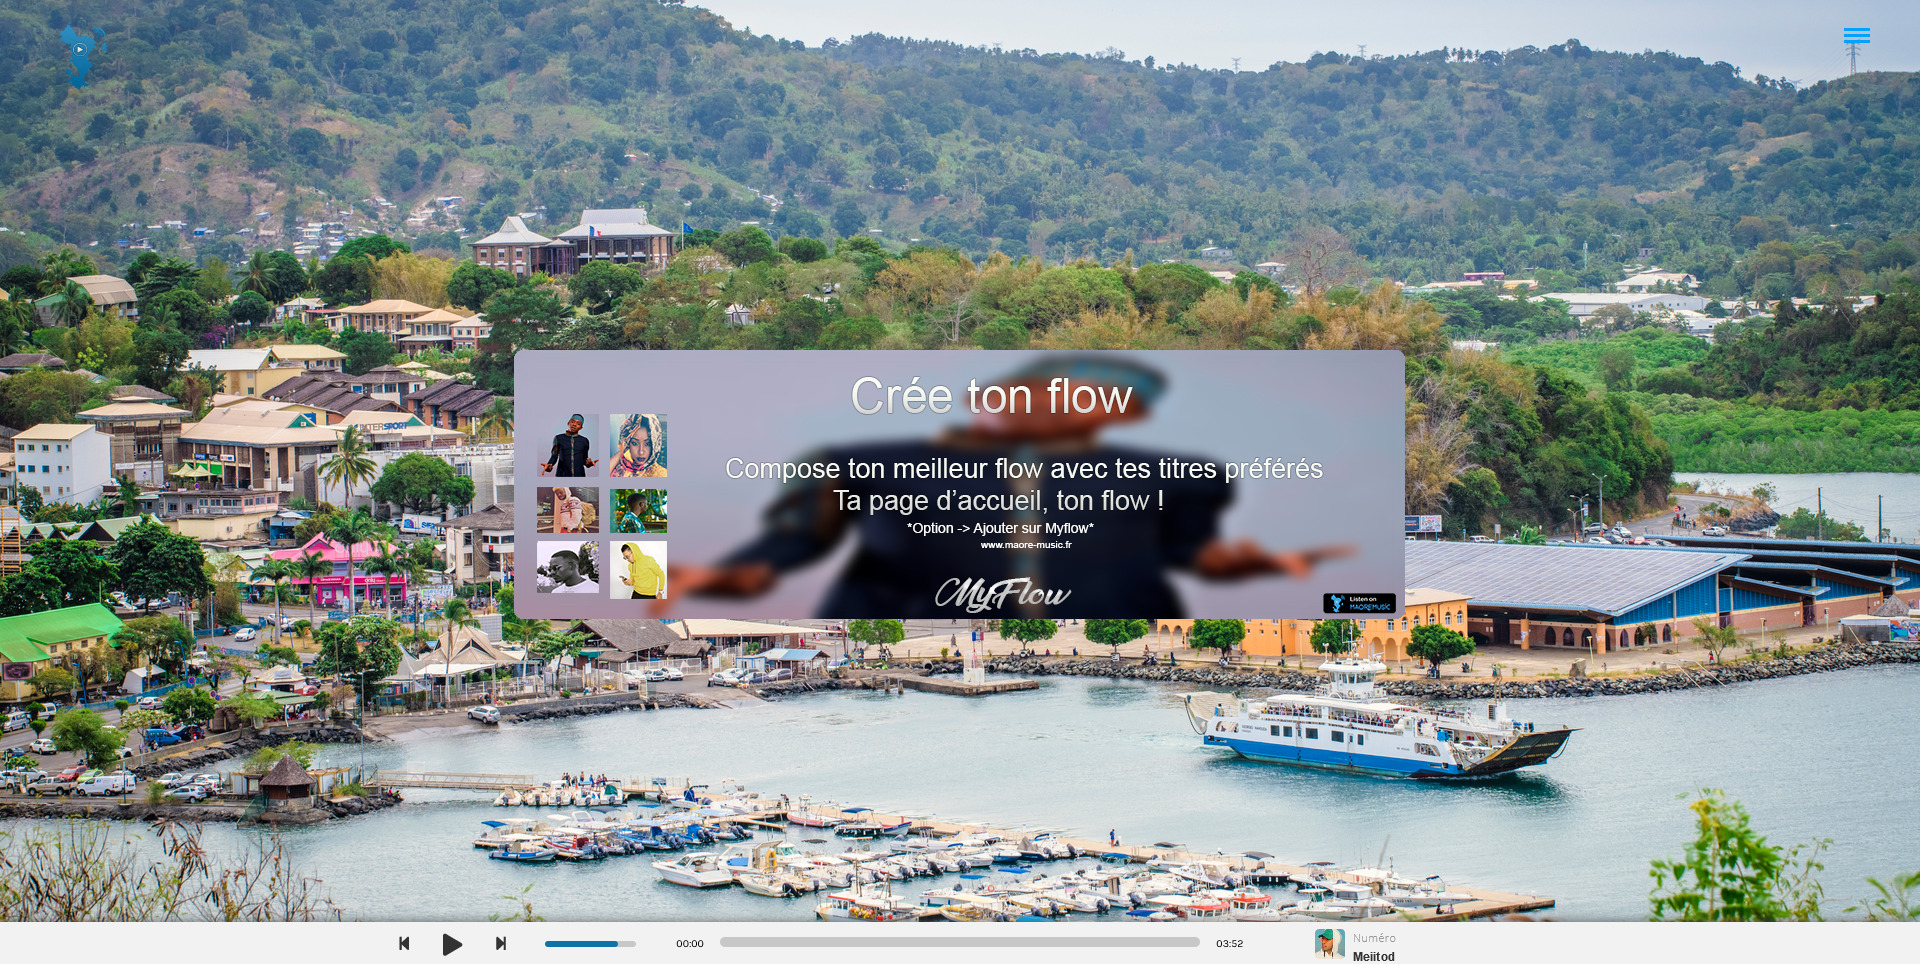 Crée ton flow
Compose ton meilleur flow avec tes titres préférés
Ta page d'accueil, ton flow !
*Option -> Ajouter sur Myflow*
www.maore-music.fr
MyFlow
Listen on
MAOREMUSIC
INTERSPORT
00:00
03:52
Numéro
Meiitod